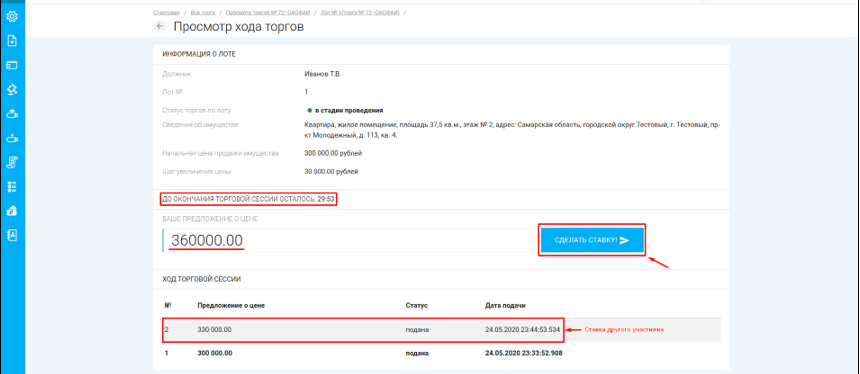 Стартовая / Все торги / Просмотр торгов № 72-ОАОФАИ / Лот № 1(торги № 72-ОАОФАИ) /
Просмотр хода торгов
ИНФОРМАЦИЯ О ЛОТЕ
Должник Иванов Т.В.
Лот № 1
Статус торгов по лоту в стадии проведения
Сведения об имуществе Квартира, жилое помещение, площадь 37,5 кв.м., этаж № 2, адрес: Самарская область, городской округ Тестовый, г. Тестовый, пр-
кт Молодежный, д. 113, кв. 4.
Начальная цена продажи имущества 300 000.00 рублей
Шаг увеличения цены 30 000.00 рублей
ДО ОКОНЧАНИЯ ТОРГОВОЙ СЕССИИ ОСТАЛОСЬ: 29:53
ВАШЕ ПРЕДЛОЖЕНИЕ О ЦЕНЕ
360000.00 СДЕЛАТЬ СТАВКУ!
ХОД ТОРГОВОЙ СЕССИИ
№ Предложение о цене Статус Дата подачи
2 330 000.00 подана 24.05.2020 23:44:53.534 Ставка другого участника
1 300 000.00 подана 24.05.2020 23:33:52.908